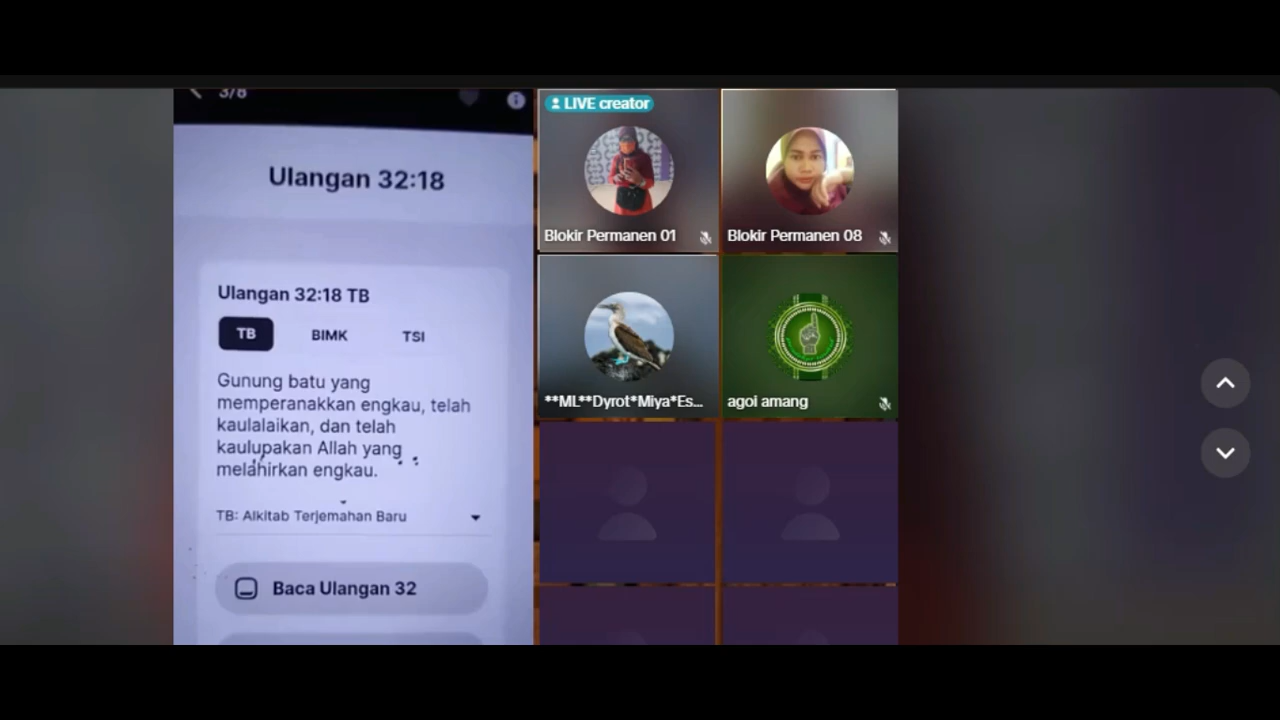 3/8
Ulangan 32:18
Ulangan 32:18 TB
TB BIMK TSI
Gunung batu yang
memperanakkan engkau, telah
kaulalaikan, dan telah
kaulupakan Allah yang
melahirkan engkau.
TB: Alkitab Terjemahan Baru
Baca Ulangan 32
LIVE creator
Blokir Permanen 01
Blokir Permanen 08
**ML**Dyrot*Miya*Es...
agoi amang